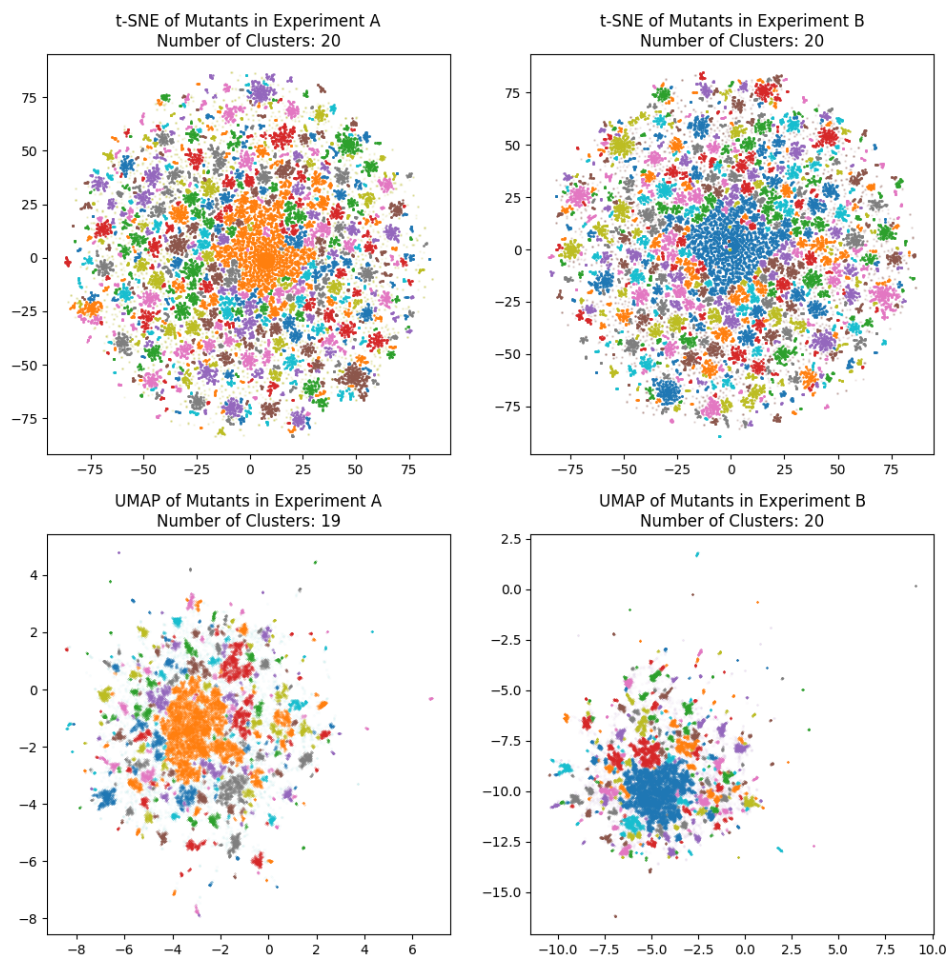 t-SNE of Mutants in Experiment A
Number of Clusters: 20
75
50
25
0
−25
−50
−75
−75 −50 −25 0 25 50 75
t-SNE of Mutants in Experiment B
Number of Clusters: 20
75
50
25
0
−25
−50
−75
−75 −50 −25 0 25 50 75
UMAP of Mutants in Experiment A
Number of Clusters: 19
4
2
0
−2
−4
−6
−8
−8 −6 −4 −2 0 2 4 6
UMAP of Mutants in Experiment B
Number of Clusters: 20
2.5
0.0
−2.5
−5.0
−7.5
−10.0
−12.5
−15.0
−10.0 −7.5 −5.0 −2.5 0.0 2.5 5.0 7.5 10.0